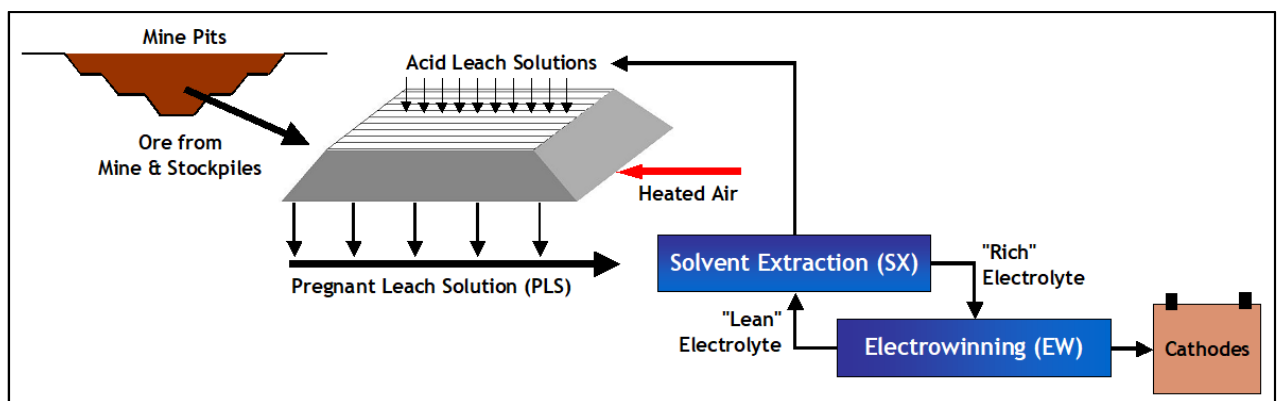 Mine Pits
Ore from
Mine & Stockpiles
Acid Leach Solutions
Heated Air
Pregnant Leach Solution (PLS)
Solvent Extraction (SX)
"Rich"
Electrolyte
"Lean"
Electrolyte
Electrowinning (EW)
Cathodes